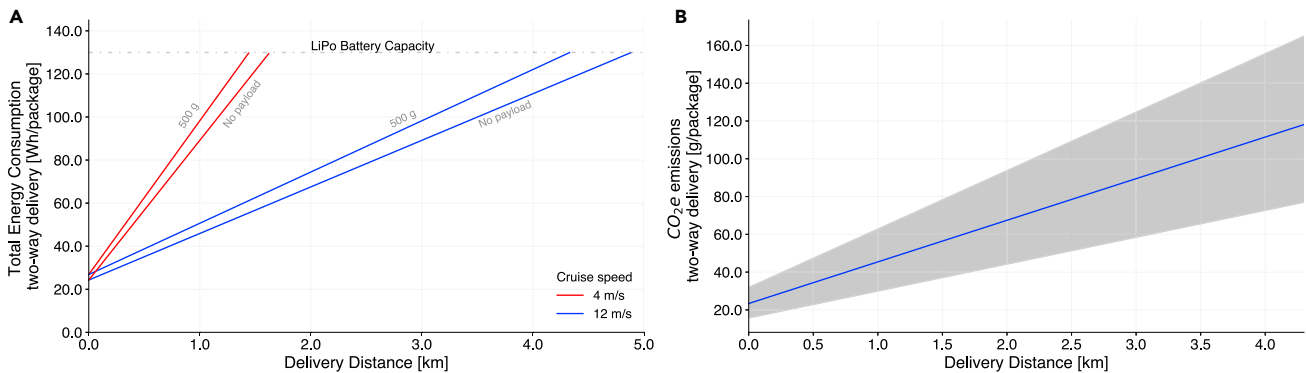 A
Total Energy Consumption
two-way delivery [Wh/package]
140.0
120.0
100.0
80.0
60.0
40.0
20.0
0.0
LiPo Battery Capacity
500 g
No payload
500 g
No payload
Cruise speed
4 m/s
12 m/s
0.0 1.0 2.0 3.0 4.0 5.0
Delivery Distance [km]
B
CO2e emissions
two-way delivery [g/package]
160.0
140.0
120.0
100.0
80.0
60.0
40.0
20.0
0.0 0.5 1.0 1.5 2.0 2.5 3.0 3.5 4.0
Delivery Distance [km]